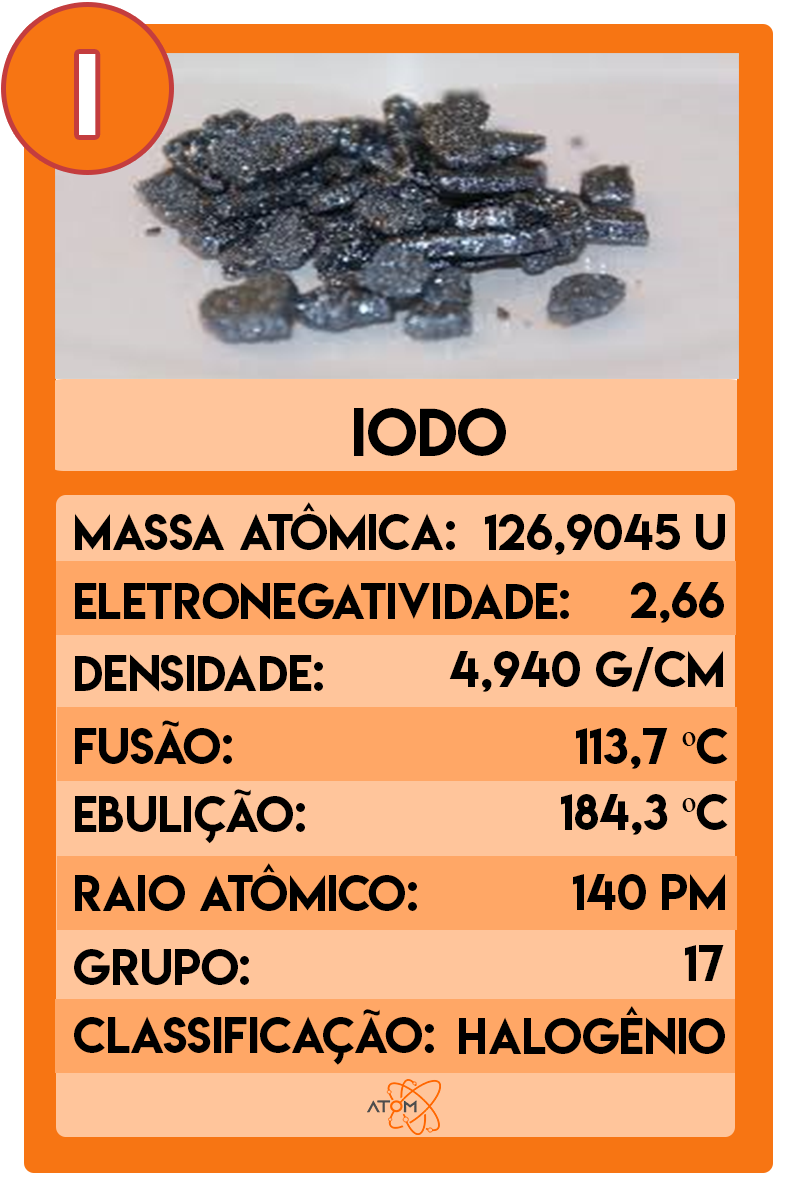 I
IODO
MASSA ATÔMICA: 126,9045 U
ELETRONEGATIVIDADE: 2,66
DENSIDADE: 4,940 G/CM
FUSÃO: 113,7 ºC
EBULIÇÃO: 184,3 ºC
RAIO ATÔMICO: 140 PM
GRUPO: 17
CLASSIFICAÇÃO: HALOGÊNIO
ATOM